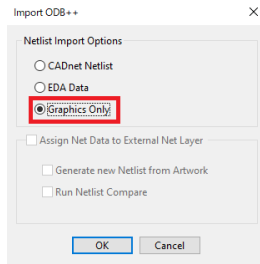 Import ODB++
Netlist Import Options
CADnet Netlist
EDA Data
Graphics Only
Assign Net Data to External Net Layer
Generate new Netlist from Artwork
Run Netlist Compare
OK Cancel